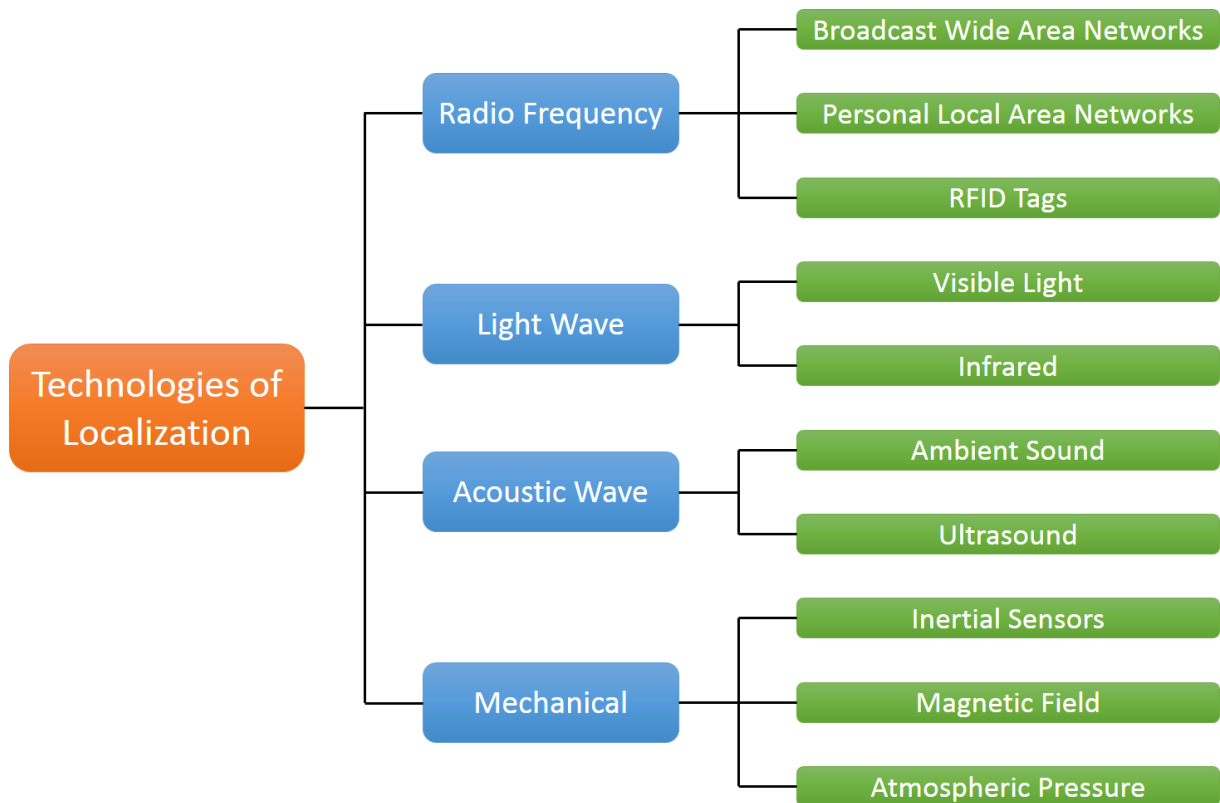 Technologies of
Localization
Radio Frequency
Broadcast Wide Area Networks
Personal Local Area Networks
RFID Tags
Light Wave
Visible Light
Infrared
Acoustic Wave
Ambient Sound
Ultrasound
Mechanical
Inertial Sensors
Magnetic Field
Atmospheric Pressure